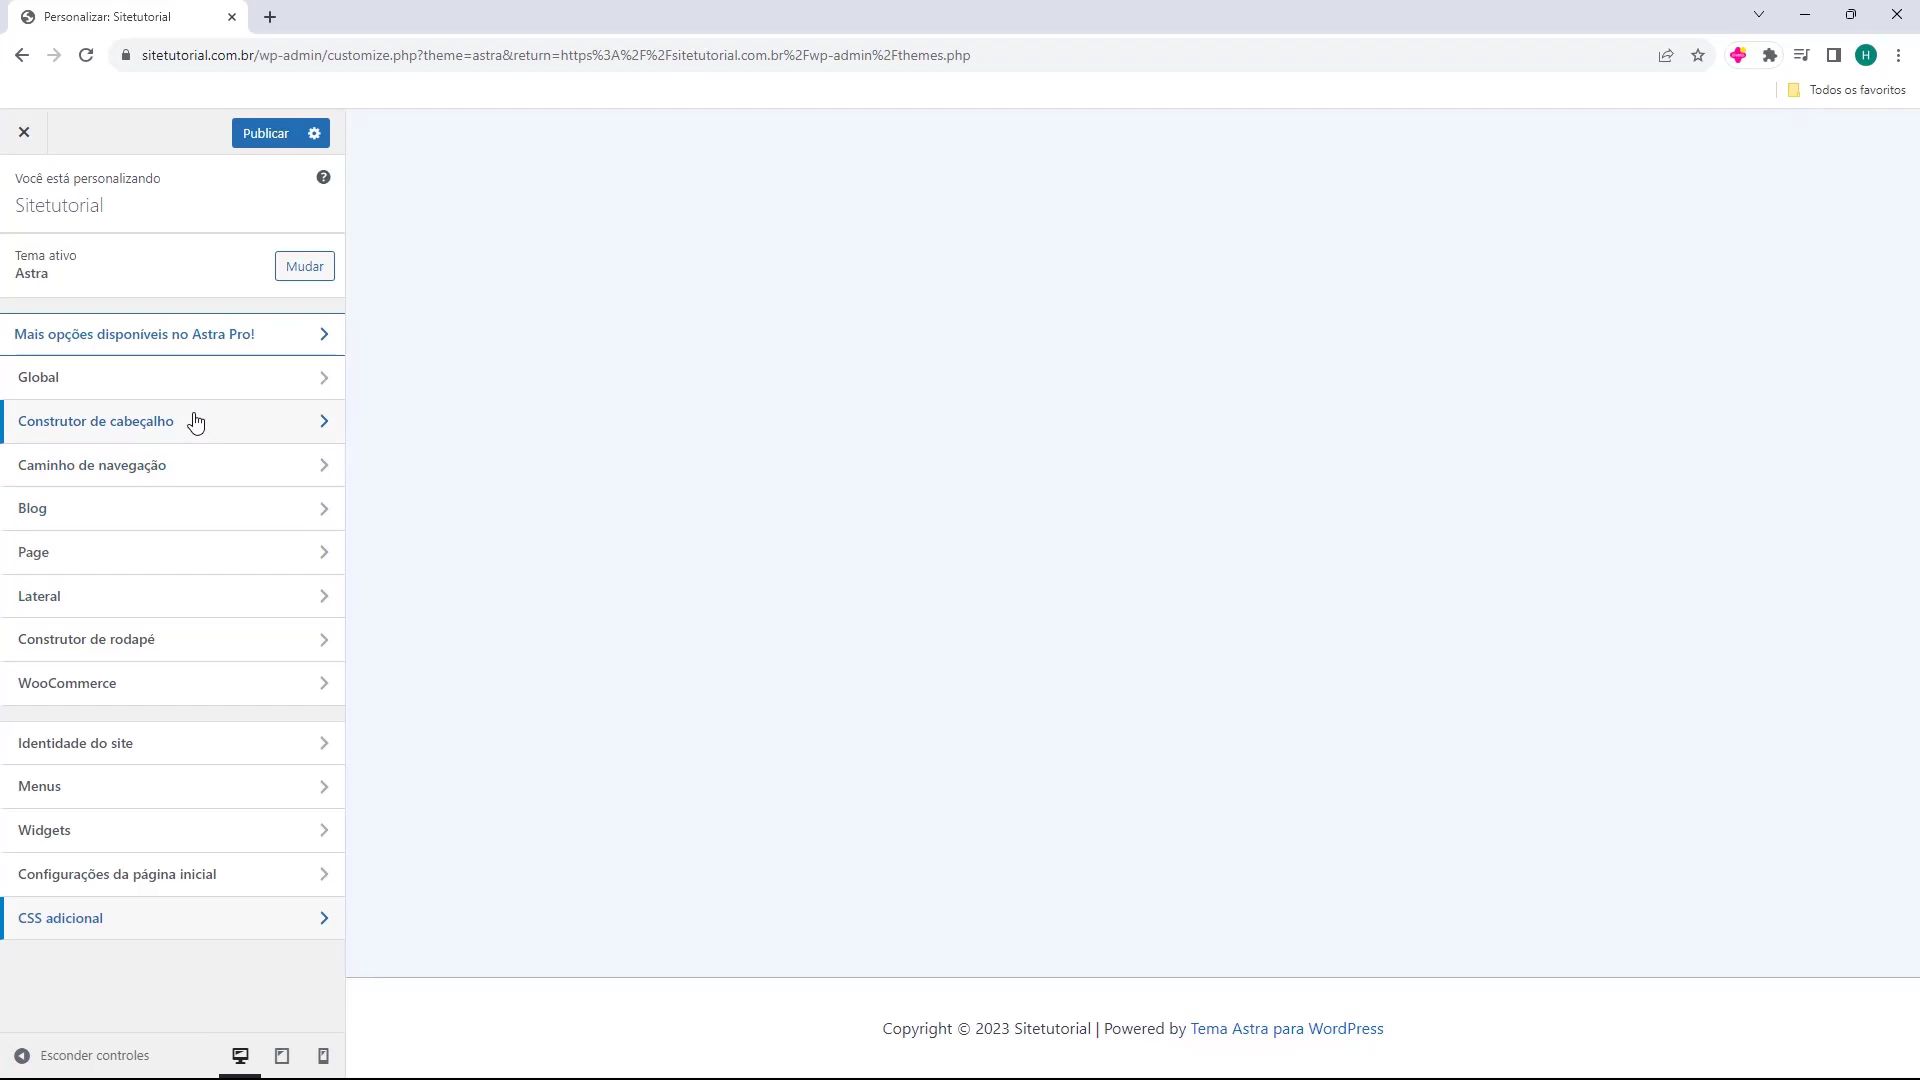 Personalizar: Sitetutorial
sitetutorial.com.br/wp-admin/customize.php?theme=astra&return=https%3A%2F%2Fsitetutorial.com.br%2Fwp-admin%2Fthemes.php
H
Todos os favoritos
Publicar
Você está personalizando
Sitetutorial
Tema ativo
Astra
Mudar
Mais opções disponíveis no Astra Pro!
Global
Construtor de cabeçalho
Caminho de navegação
Blog
Page
Lateral
Construtor de rodapé
WooCommerce
Identidade do site
Menus
Widgets
Configurações da página inicial
CSS adicional
Copyright © 2023 Sitetutorial | Powered by Tema Astra para WordPress
Esconder controles